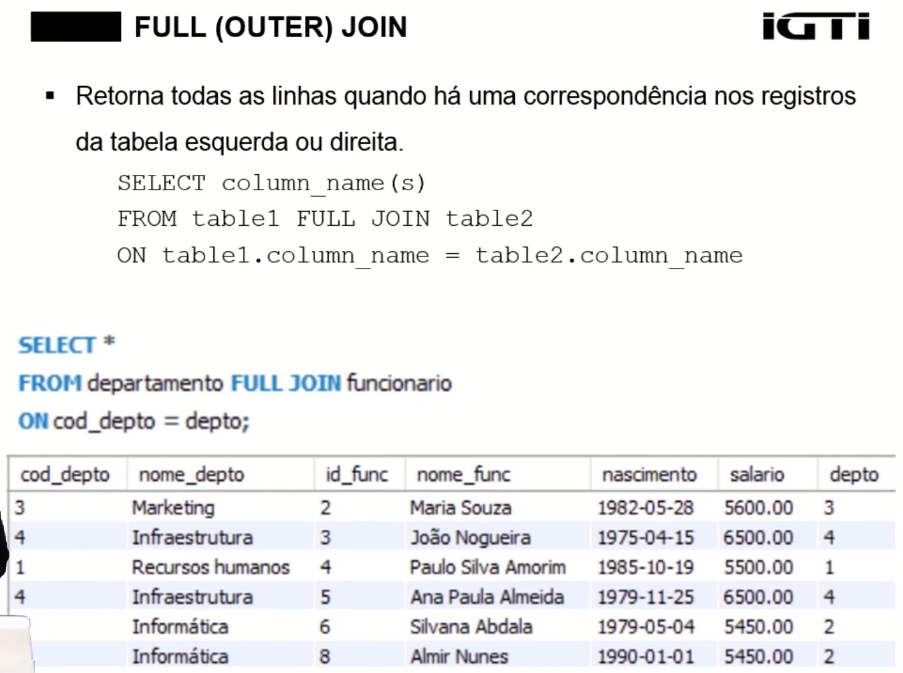 FULL (OUTER) JOIN
iGTi
▪ Retorna todas as linhas quando há uma correspondência nos registros
da tabela esquerda ou direita.
SELECT column_name(s)
FROM table1 FULL JOIN table2
ON table1.column_name = table2.column_name
SELECT *
FROM departamento FULL JOIN funcionario
ON cod_depto = depto;
cod_depto nome_depto id_func nome_func nascimento salario depto
3 Marketing 2 Maria Souza 1982-05-28 5600.00 3
4 Infraestrutura 3 João Nogueira 1975-04-15 6500.00 4
1 Recursos humanos 4 Paulo Silva Amorim 1985-10-19 5500.00 1
4 Infraestrutura 5 Ana Paula Almeida 1979-11-25 6500.00 4
Informática 6 Silvana Abdala 1979-05-04 5450.00 2
Informática 8 Almir Nunes 1990-01-01 5450.00 2